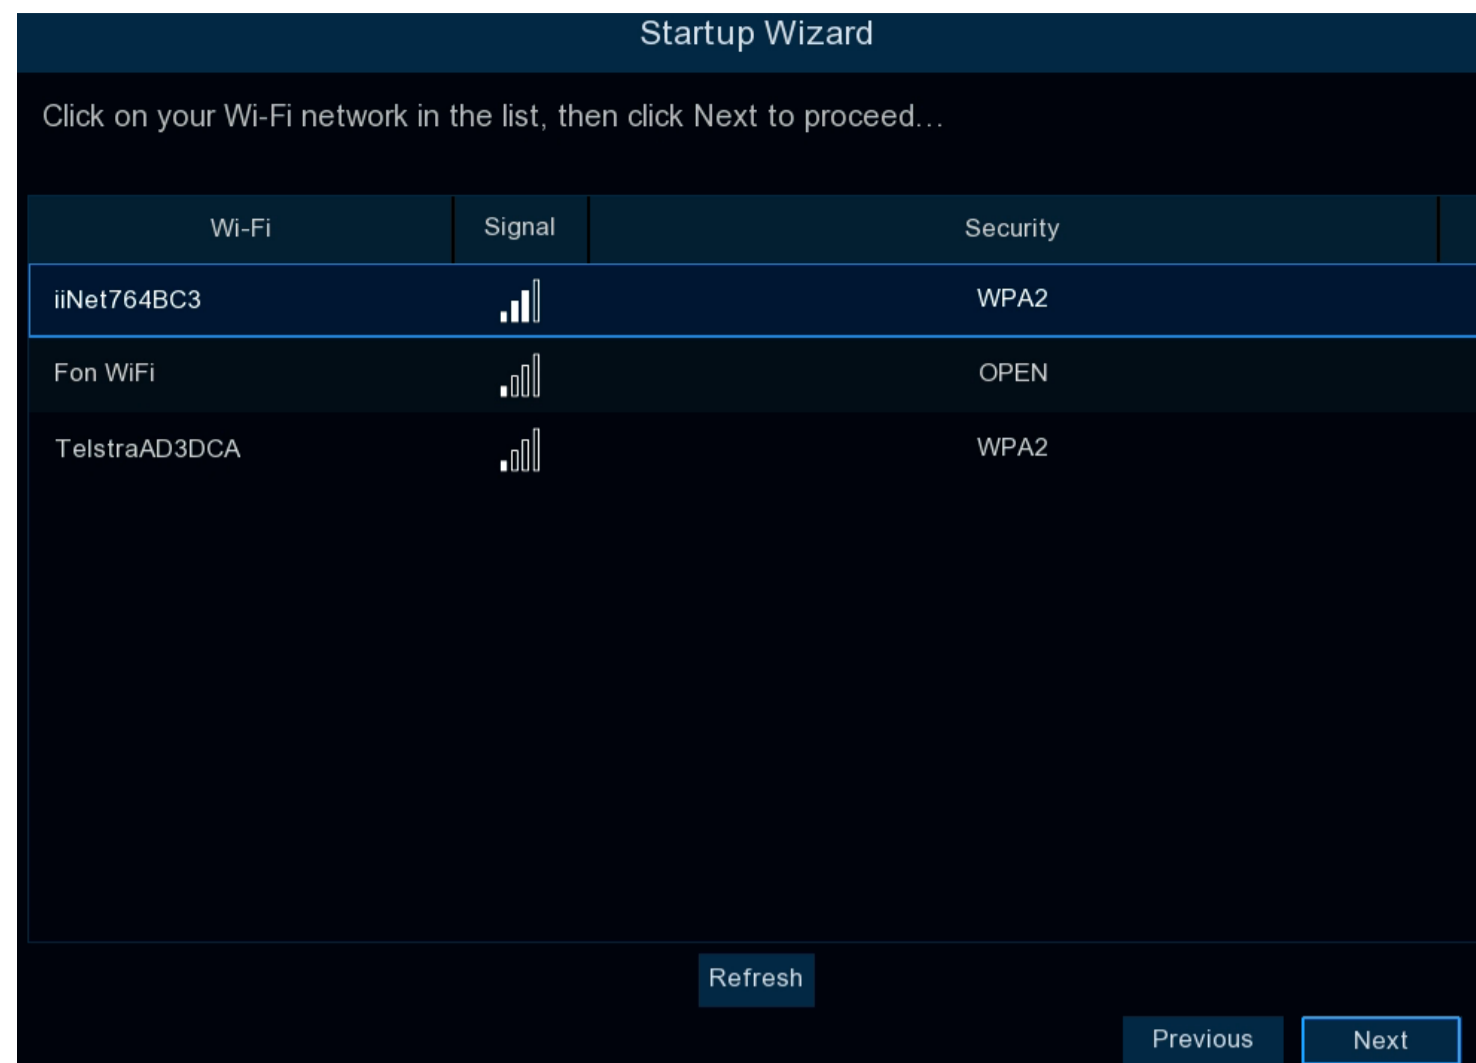 Startup Wizard
Click on your Wi-Fi network in the list, then click Next to proceed...
Wi-Fi Signal Security
iiNet764BC3 WPA2
Fon WiFi OPEN
TelstraAD3DCA WPA2
Refresh
Previous Next